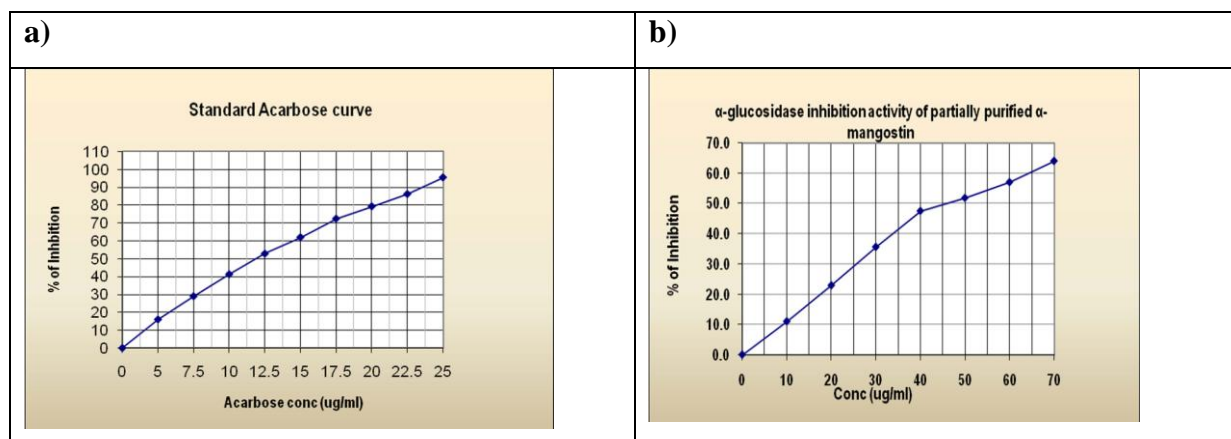 a)
b)
Standard Acarbose curve
110
100
90
80
70
60
50
40
30
20
10
0
% of Inhbition
0 5 7.5 10 12.5 15 17.5 20 22.5 25
Acarbose conc (ug/ml)
α-glucosidase inhibition activity of partially purified α-
mangostin
70.0
60.0
50.0
40.0
30.0
20.0
10.0
0.0
% of Inhibition
0 10 20 30 40 50 60 70
Conc (ug/ml)